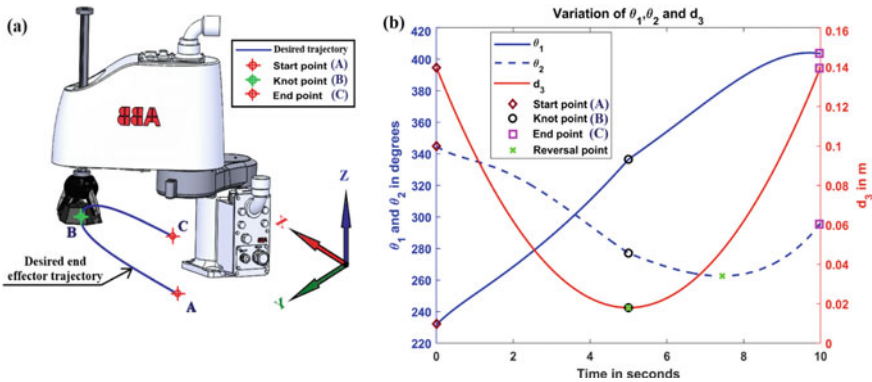 (a)
Desired trajectory
Start point (A)
Knot point (B)
End point (C)
ABB
B
C
A
Desired end
effector trajectory
Z
X
Y
(b)
Variation of θ₁,θ₂ and d₃
θ₁
θ₂
d₃
Start point (A)
Knot point (B)
End point (C)
Reversal point
θ₁ and θ₂ in degrees
420
400
380
360
340
320
300
280
260
240
220
0
2
4
6
8
10
Time in seconds
0.16
0.14
0.12
0.1
0.08
0.06
0.04
0.02
0
d₃ in m